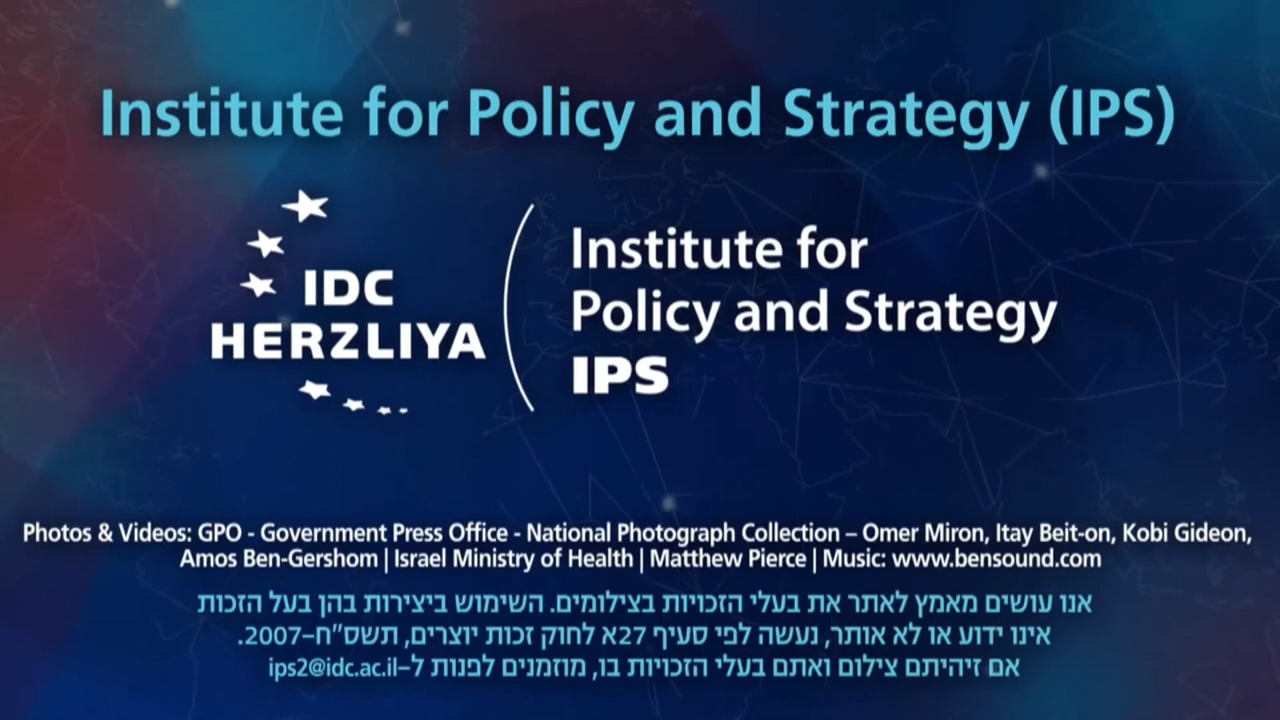 Institute for Policy and Strategy (IPS)
IDC
HERZLIYA
Institute for
Policy and Strategy
IPS
Photos & Videos: GPO - Government Press Office - National Photograph Collection – Omer Miron, Itay Beit-on, Kobi Gideon,
Amos Ben-Gershom | Israel Ministry of Health | Matthew Pierce | Music: www.bensound.com
אנו עושים מאמץ לאתר את בעלי הזכויות בצילומים. השימוש ביצירות בהן בעל הזכות
אינו ידוע או לא אותר, נעשה לפי סעיף 27א לחוק זכות יוצרים, תשס"ח–2007.
אם זיהיתם צילום ואתם בעלי הזכויות בו, מוזמנים לפנות ל–ips2@idc.ac.il